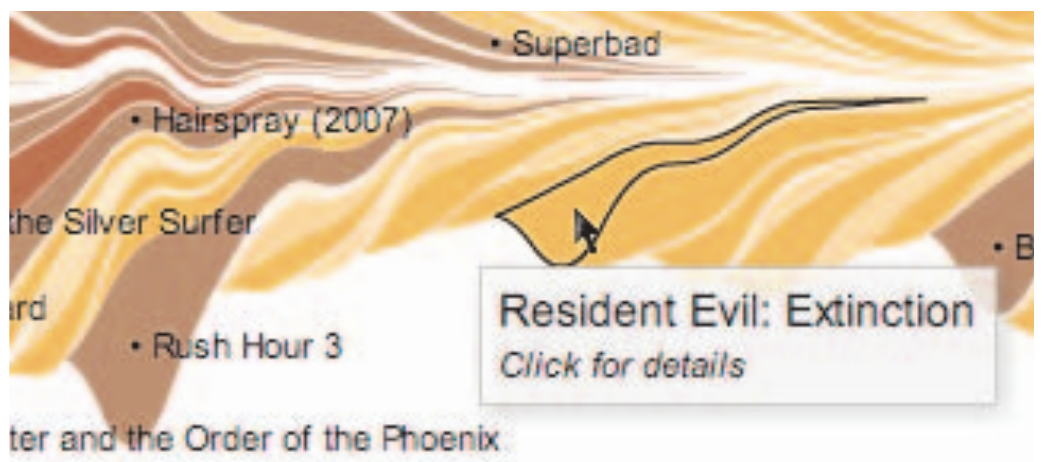 • Superbad
• Hairspray (2007)
the Silver Surfer
• B
ard
Resident Evil: Extinction
• Rush Hour 3
Click for details
ter and the Order of the Phoenix